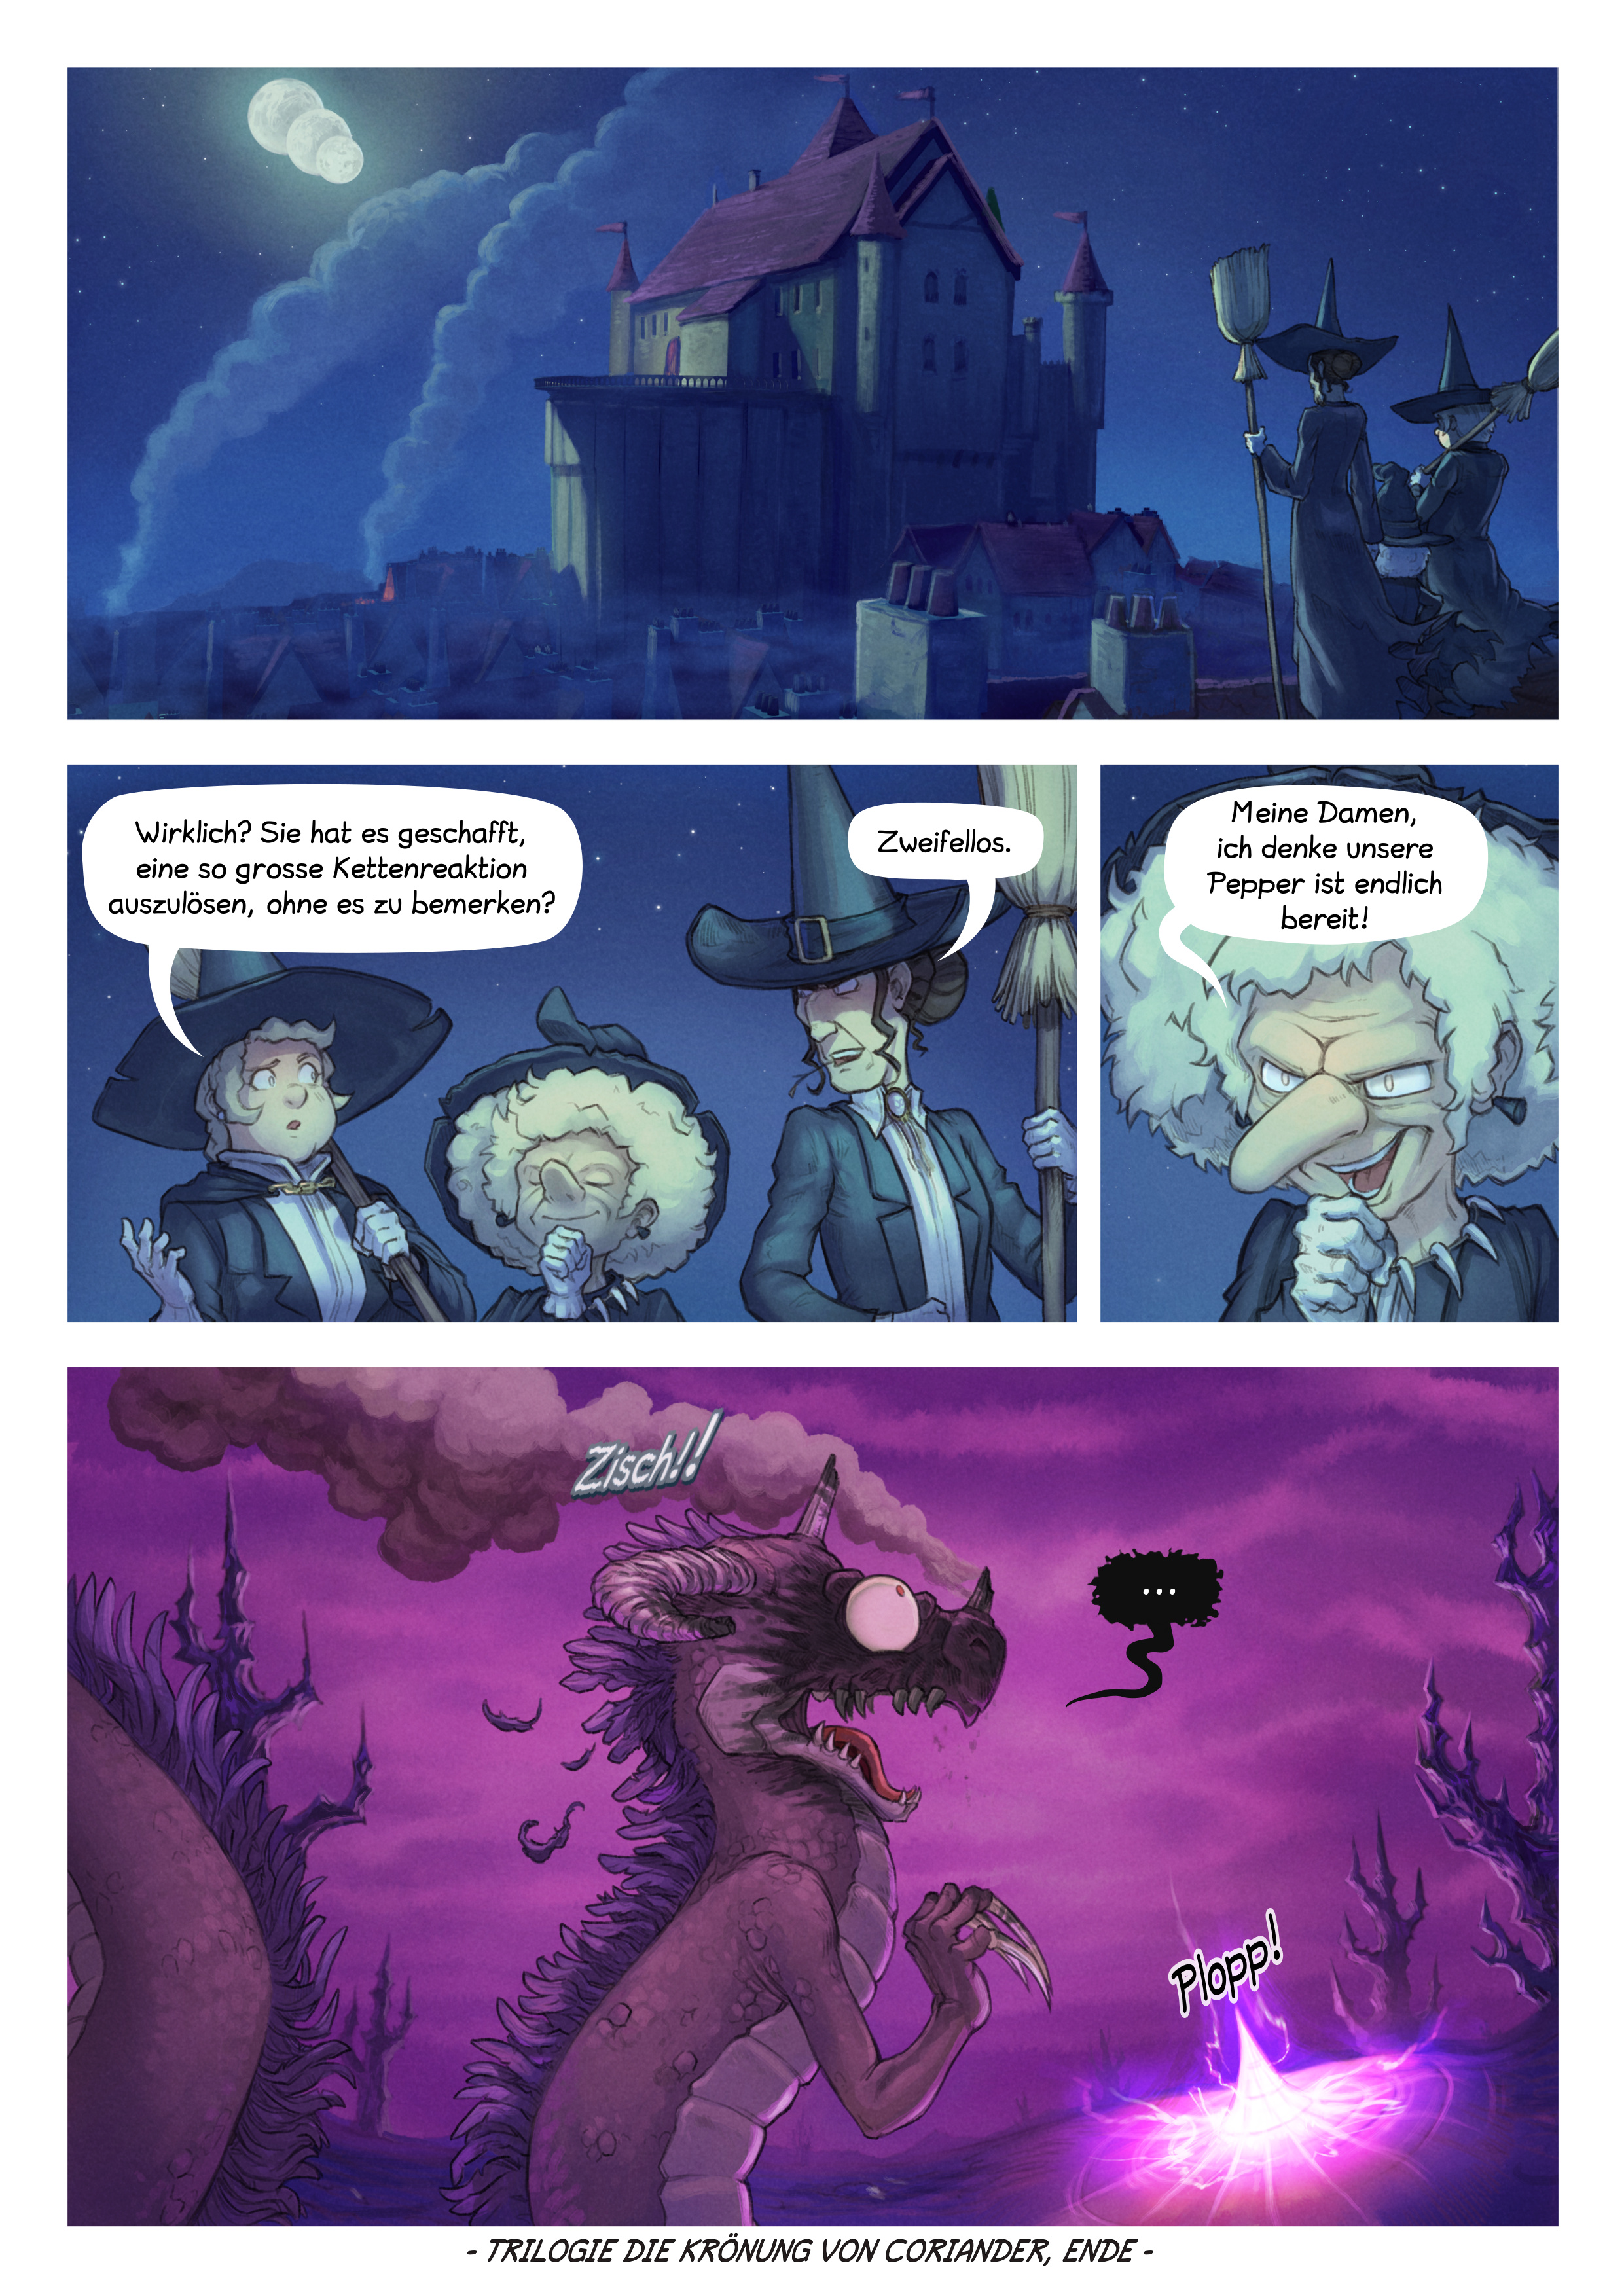 Wirklich? Sie hat es geschafft,
eine so grosse Kettenreaktion
auszulösen, ohne es zu bemerken?
Zweifellos.
Meine Damen,
ich denke unsere
Pepper ist endlich
bereit!
Zisch!!
...
Plopp!
- TRILOGIE DIE KRÖNUNG VON CORIANDER, ENDE -